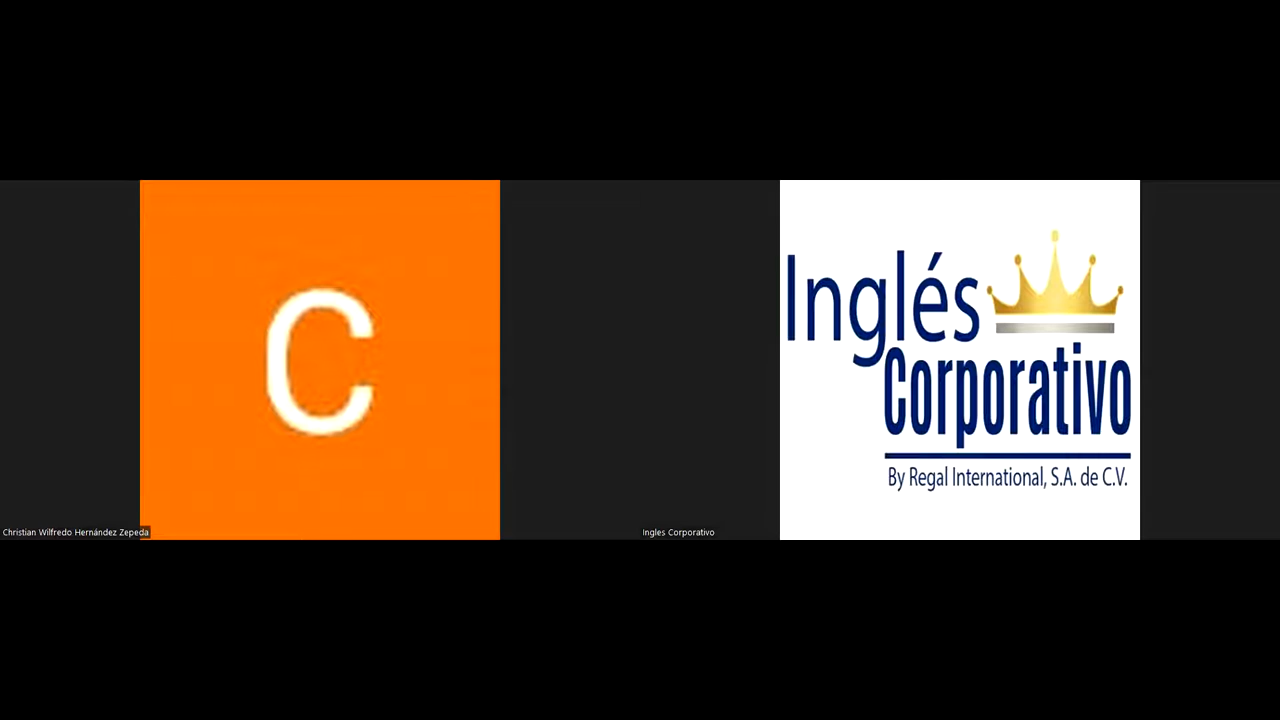 C
Inglés
Corporativo
By Regal International, S.A. de C.V.
Christian Wilfredo Hernández Zepeda
Ingles Corporativo